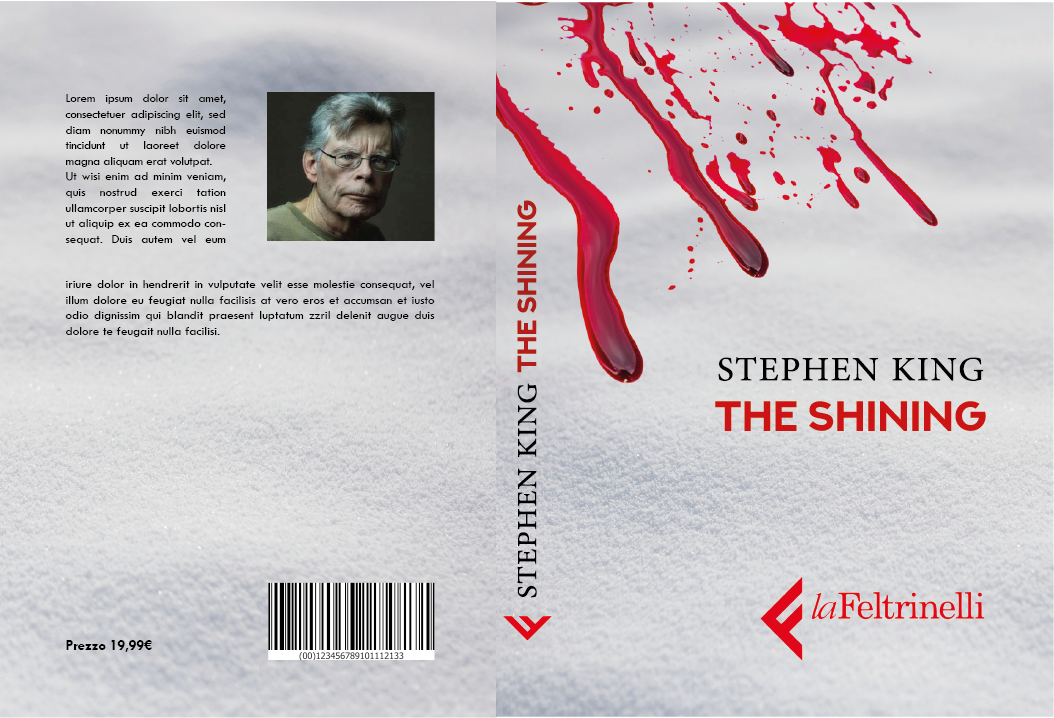 Lorem ipsum dolor sit amet,
consectetuer adipiscing elit, sed
diam nonummy nibh euismod
tincidunt ut laoreet dolore
magna aliquam erat volutpat.
Ut wisi enim ad minim veniam,
quis nostrud exerci tation
ullamcorper suscipit lobortis nisl
ut aliquip ex ea commodo con-
sequat. Duis autem vel eum
iriure dolor in hendrerit in vulputate velit esse molestie consequat, vel
illum dolore eu feugiat nulla facilisis at vero eros et accumsan et iusto
odio dignissim qui blandit praesent luptatum zzril delenit augue duis
dolore te feugait nulla facilisi.
Prezzo 19,99€
(00)123456789101112133
STEPHEN KING THE SHINING
STEPHEN KING
THE SHINING
laFeltrinelli